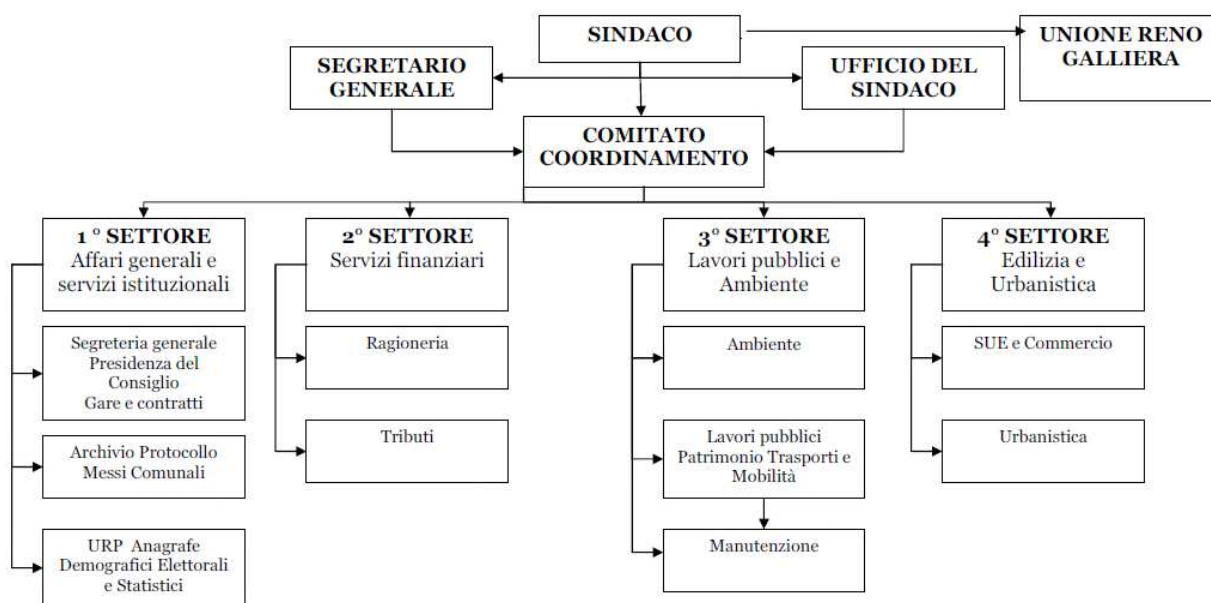 SINDACO
UNIONE RENO
GALLIERA
SEGRETARIO
GENERALE
UFFICIO DEL
SINDACO
COMITATO
COORDINAMENTO
1 ° SETTORE
Affari generali e
servizi istituzionali
2° SETTORE
Servizi finanziari
3° SETTORE
Lavori pubblici e
Ambiente
4° SETTORE
Edilizia e
Urbanistica
Segreteria generale
Presidenza del
Consiglio
Gare e contratti
Ragioneria
Ambiente
SUE e Commercio
Archivio Protocollo
Messi Comunali
Tributi
Lavori pubblici
Patrimonio Trasporti e
Mobilità
Urbanistica
URP Anagrafe
Demografici Elettorali
e Statistici
Manutenzione